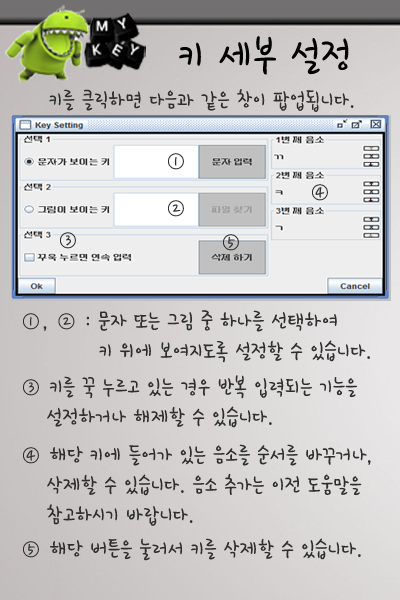 MY
KEY
키 세부 설정
키를 클릭하면 다음과 같은 창이 팝업됩니다.
Key Setting
선택 1
문자가 보이는 키 ① 문자 입력
선택 2
그림이 보이는 키 ② 파일 찾기
선택 3
③
꾸욱 누르면 연속 입력
⑤
삭제 하기
1번 째 음소
ㄲ
2번 째 음소
ㅋ ④
3번 째 음소
ㄱ
Ok Cancel
①, ② : 문자 또는 그림 중 하나를 선택하여
키 위에 보여지도록 설정할 수 있습니다.
③ 키를 꾹 누르고 있는 경우 반복 입력되는 기능을
설정하거나 해제할 수 있습니다.
④ 해당 키에 들어가 있는 음소를 순서를 바꾸거나,
삭제할 수 있습니다. 음소 추가는 이전 도움말을
참고하시기 바랍니다.
⑤ 해당 버튼을 눌러서 키를 삭제할 수 있습니다.